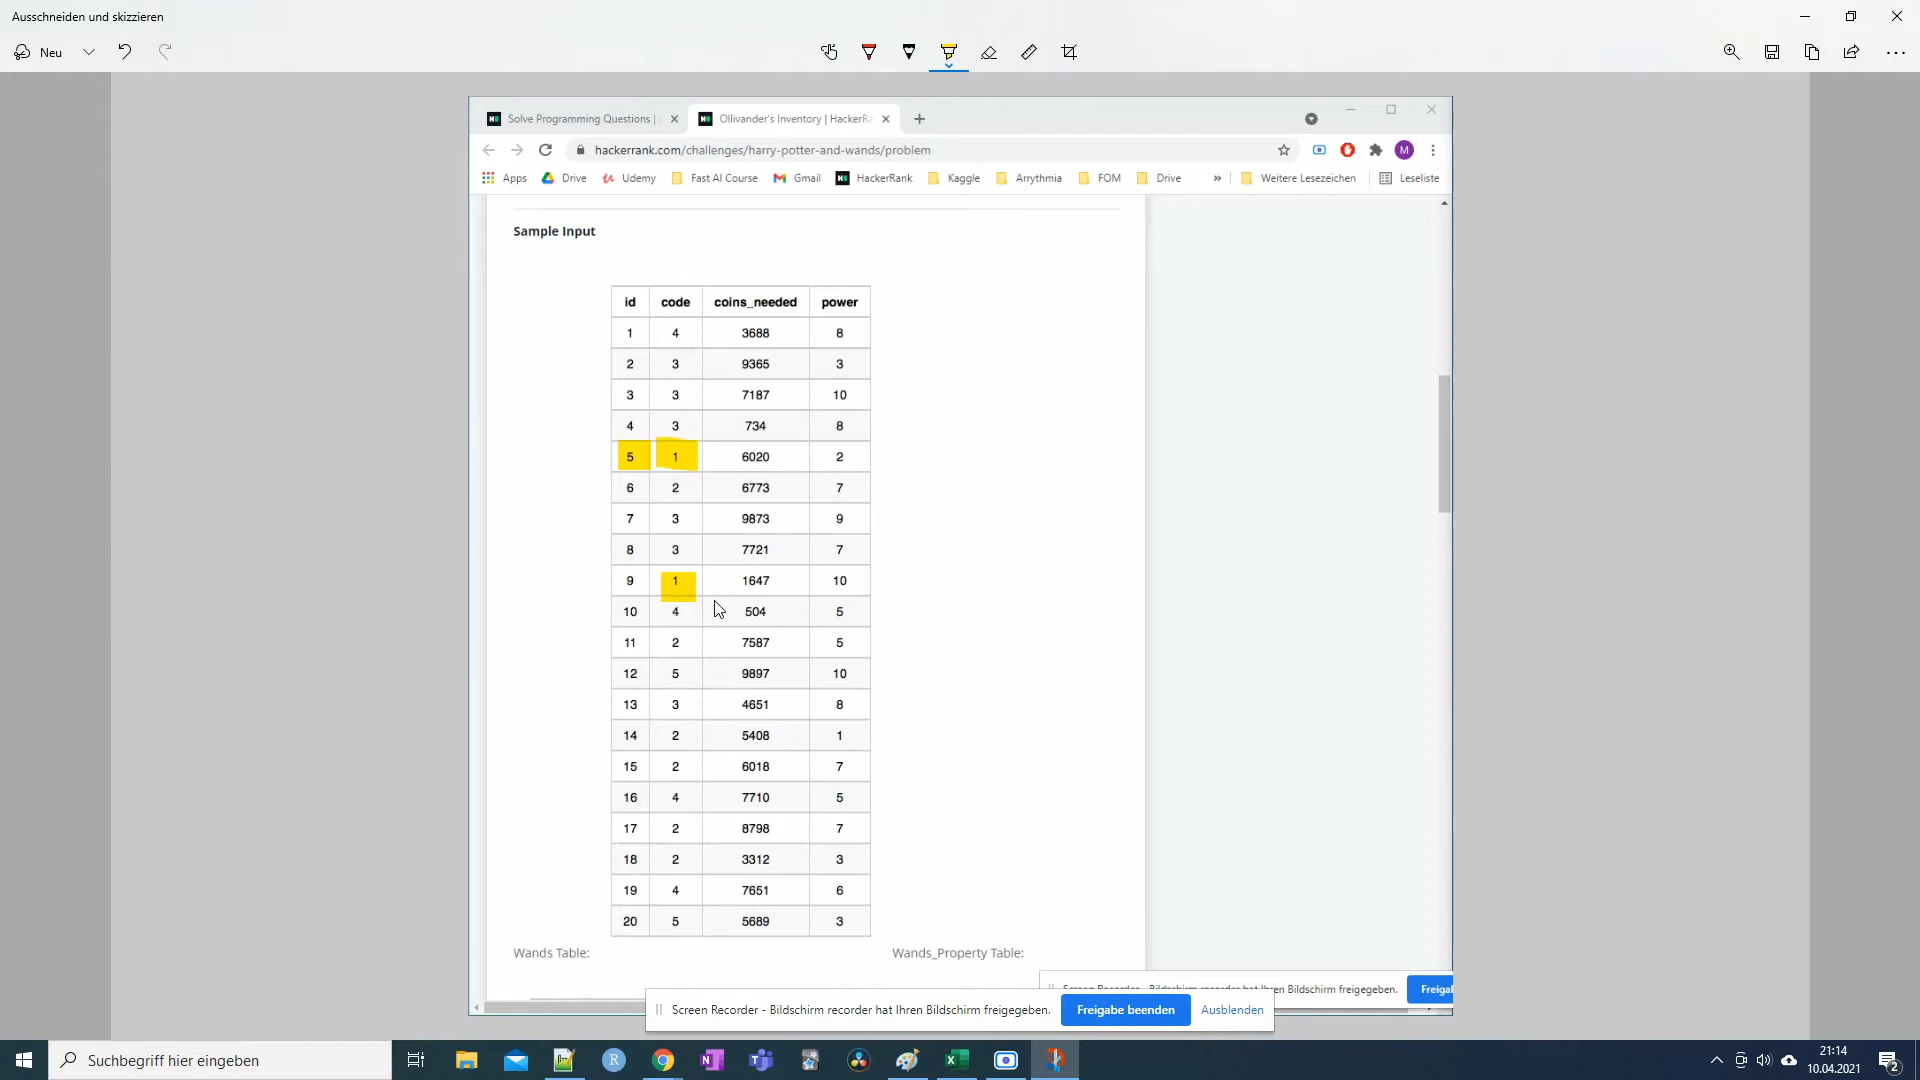 Ausschneiden und skizzieren
Neu
Solve Programming Questions |
Ollivander's Inventory | HackerRa
hackerrank.com/challenges/harry-potter-and-wands/problem
M
Apps Drive Udemy Fast AI Course Gmail HackerRank Kaggle Arrythmia FOM Drive » Weitere Lesezeichen Leseliste
Sample Input
id code coins_needed power
1 4 3688 8
2 3 9365 3
3 3 7187 10
4 3 734 8
5 1 6020 2
6 2 6773 7
7 3 9873 9
8 3 7721 7
9 1 1647 10
10 4 504 5
11 2 7587 5
12 5 9897 10
13 3 4651 8
14 2 5408 1
15 2 6018 7
16 4 7710 5
17 2 8798 7
18 2 3312 3
19 4 7651 6
20 5 5689 3
Wands Table: Wands_Property Table:
hren Bildschirm freigegeben. Freigal
Screen Recorder - Bildschirm recorder hat Ihren Bildschirm freigegeben. Freigabe beenden Ausblenden
Suchbegriff hier eingeben
21:14
10.04.2021
2